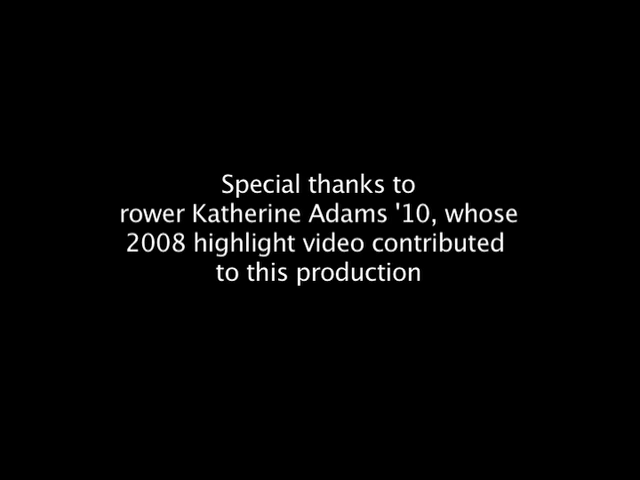 Special thanks to
rower Katherine Adams '10, whose
2008 highlight video contributed
to this production